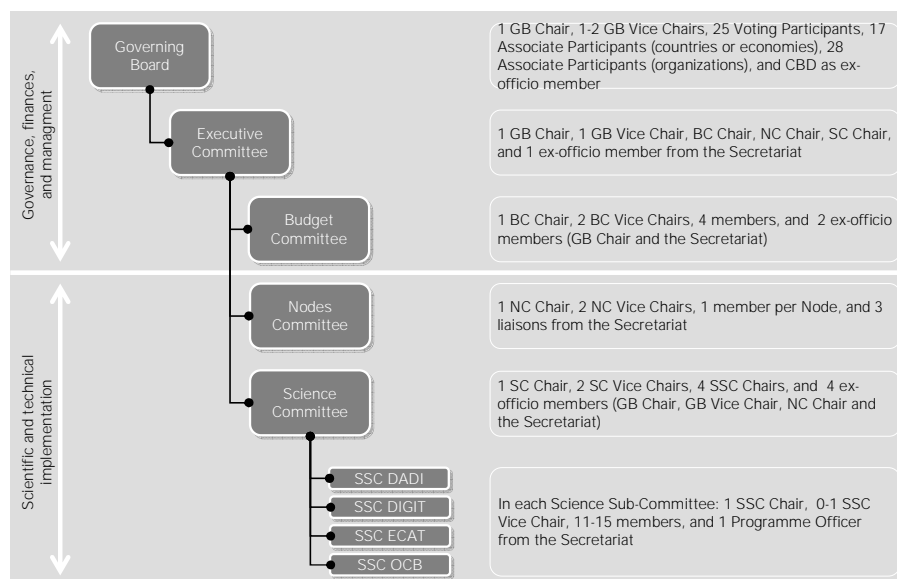 Governance, finances,
and managment
Governing
Board
1 GB Chair, 1-2 GB Vice Chairs, 25 Voting Participants, 17
Associate Participants (countries or economies), 28
Associate Participants (organizations), and CBD as ex-
officio member
Executive
Committee
1 GB Chair, 1 GB Vice Chair, BC Chair, NC Chair, SC Chair,
and 1 ex-officio member from the Secretariat
Budget
Committee
1 BC Chair, 2 BC Vice Chairs, 4 members, and 2 ex-officio
members (GB Chair and the Secretariat)
Scientific and technical
implementation
Nodes
Committee
1 NC Chair, 2 NC Vice Chairs, 1 member per Node, and 3
liaisons from the Secretariat
Science
Committee
1 SC Chair, 2 SC Vice Chairs, 4 SSC Chairs, and 4 ex-
officio members (GB Chair, GB Vice Chair, NC Chair and
the Secretariat)
SSC DADI
SSC DIGIT
SSC ECAT
SSC OCB
In each Science Sub-Committee: 1 SSC Chair, 0-1 SSC
Vice Chair, 11-15 members, and 1 Programme Officer
from the Secretariat